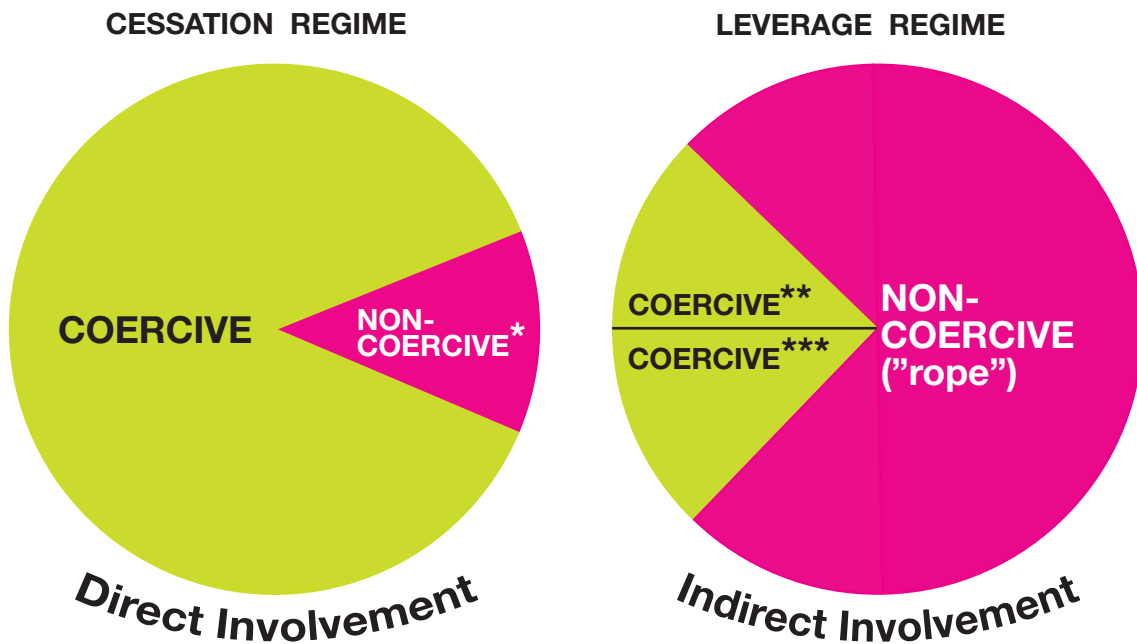 CESSATION REGIME
COERCIVE
NON-
COERCIVE*
Direct Involvement
LEVERAGE REGIME
COERCIVE**
COERCIVE***
NON-
COERCIVE
(”rope”)
Indirect Involvement